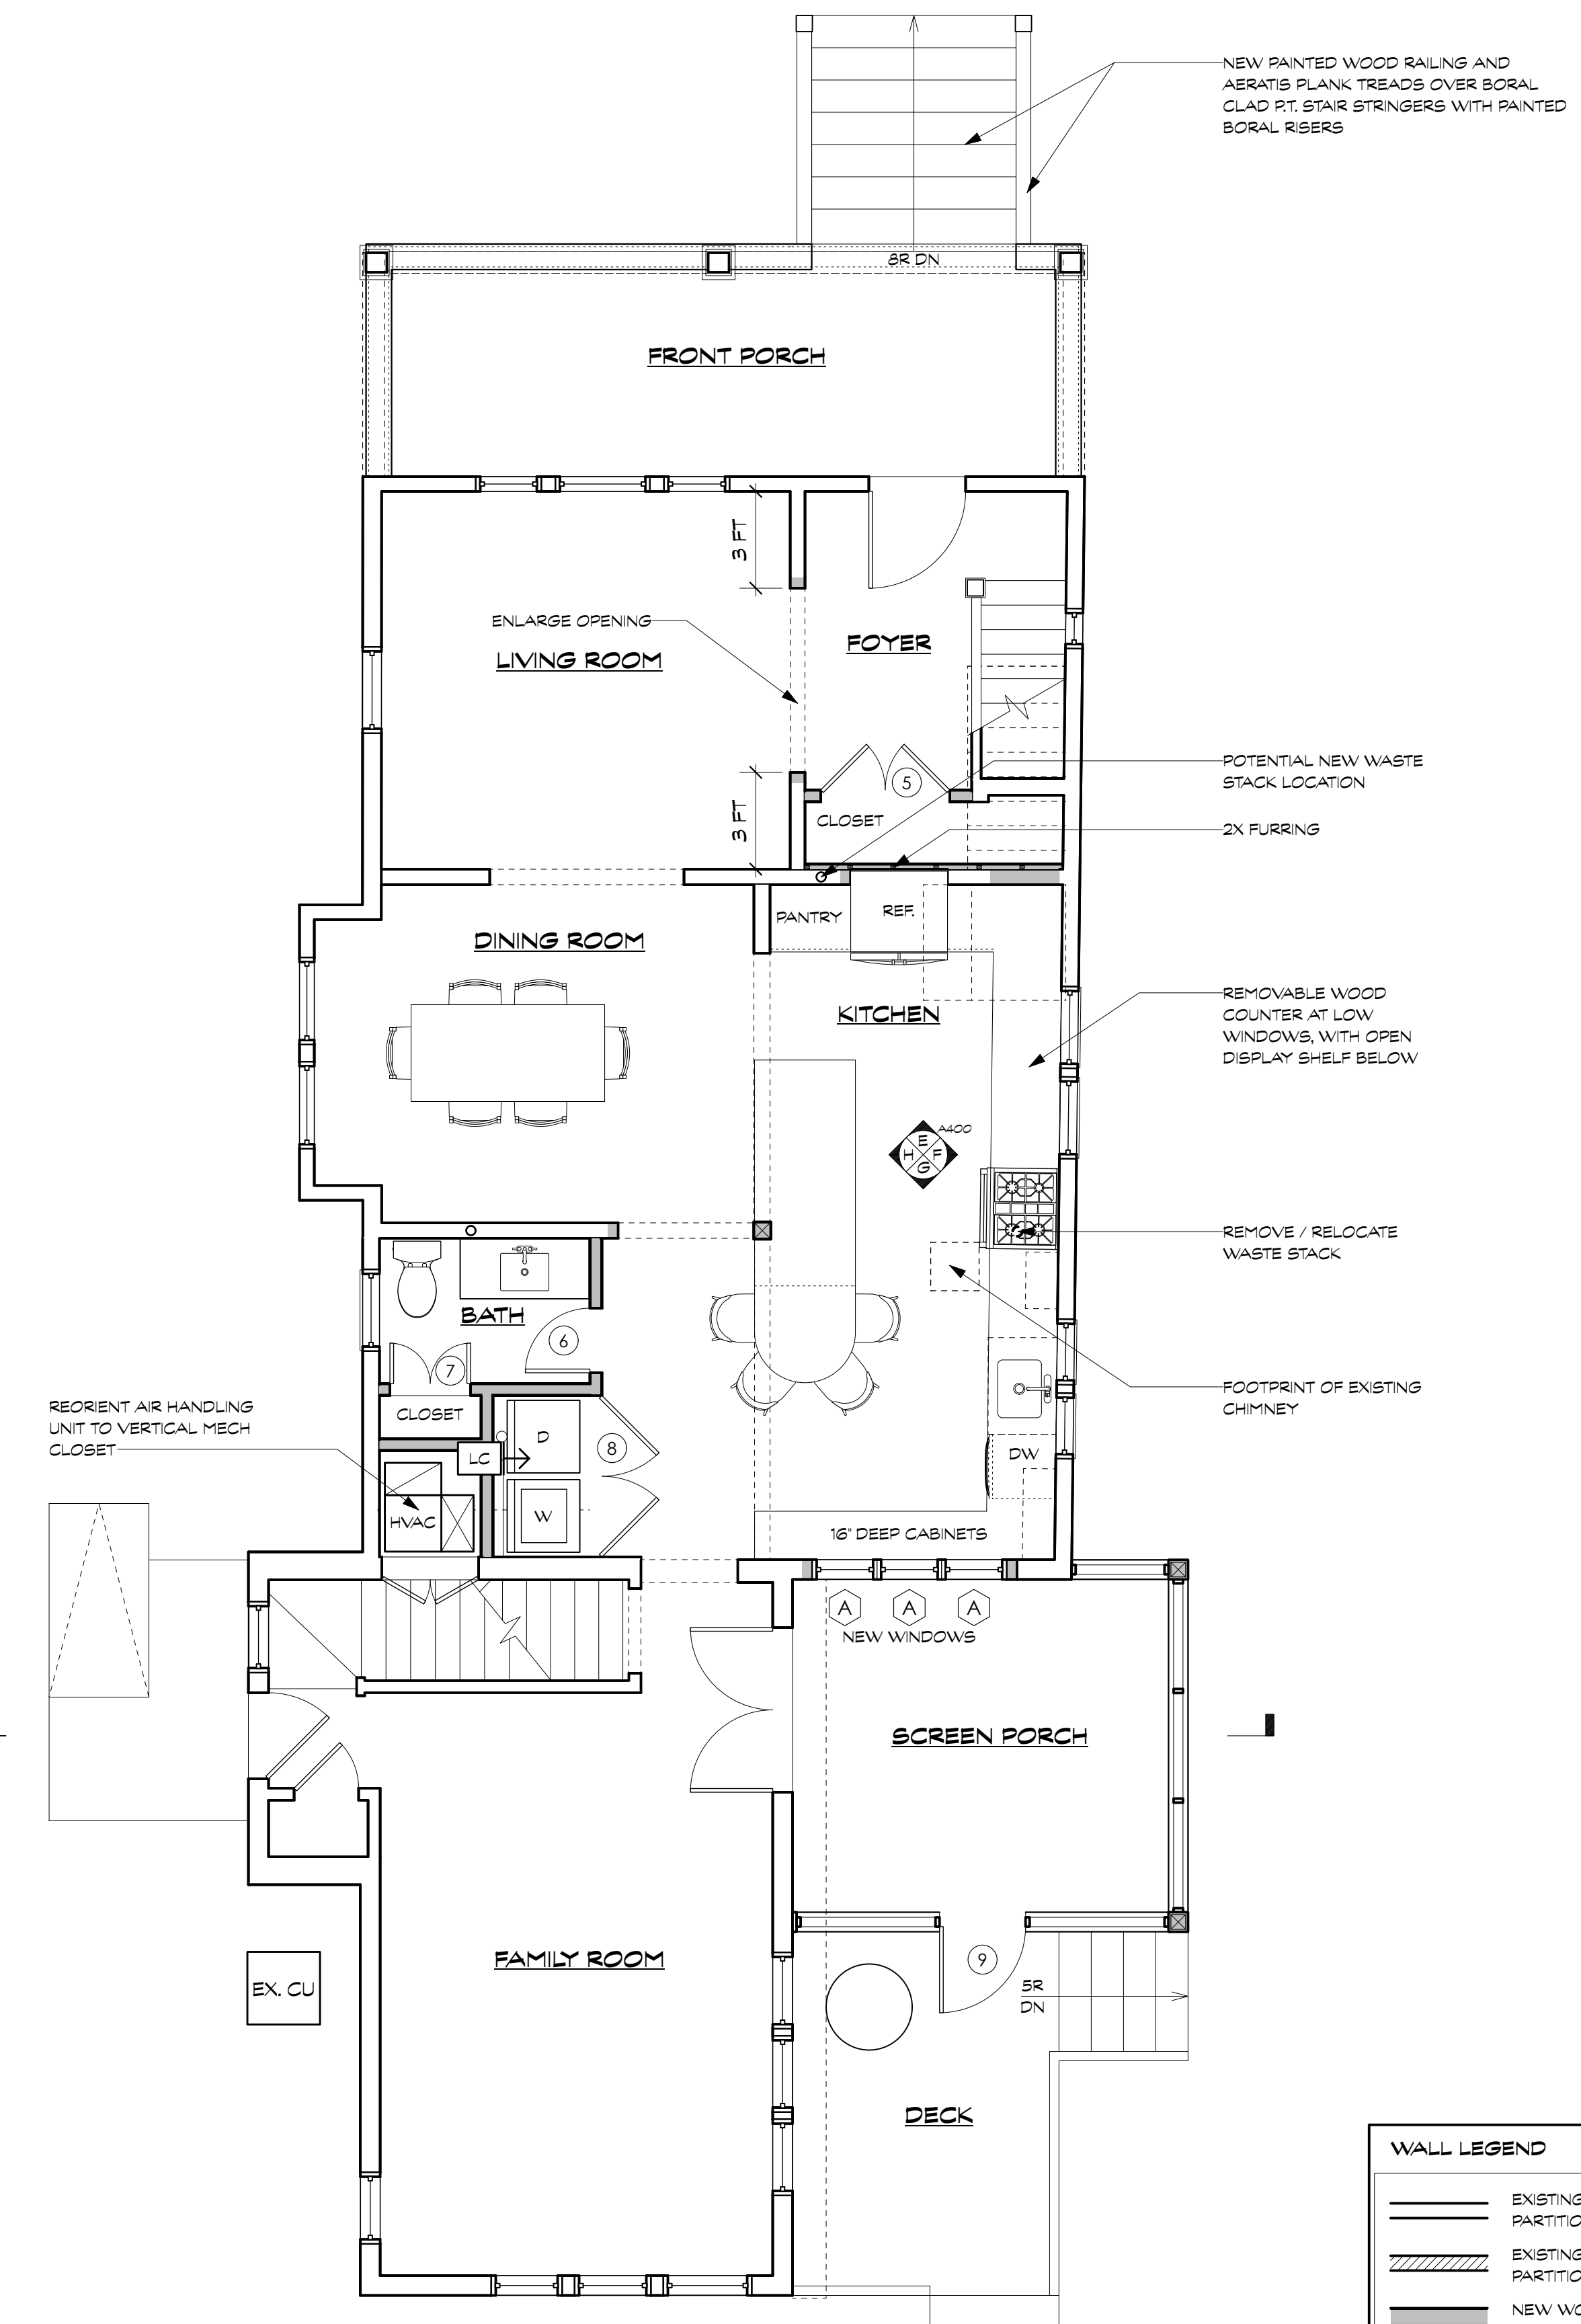 NEW PAINTED WOOD RAILING AND
AERATIS PLANK TREADS OVER BORAL
CLAD P.T. STAIR STRINGERS WITH PAINTED
BORAL RISERS
8R DN
FRONT PORCH
3 FT
ENLARGE OPENING
LIVING ROOM
FOYER
POTENTIAL NEW WASTE
STACK LOCATION
5
3 FT
CLOSET
2X FURRING
PANTRY
REF.
DINING ROOM
KITCHEN
REMOVABLE WOOD
COUNTER AT LOW
WINDOWS, WITH OPEN
DISPLAY SHELF BELOW
A400
E
H F
G
REMOVE / RELOCATE
WASTE STACK
BATH
6
7
FOOTPRINT OF EXISTING
CHIMNEY
REORIENT AIR HANDLING
UNIT TO VERTICAL MECH
CLOSET
CLOSET
D
8
LC
DW
HVAC
W
16" DEEP CABINETS
A A A
NEW WINDOWS
SCREEN PORCH
FAMILY ROOM
9
EX. CU
5R
DN
DECK
WALL LEGEND
EXISTING
PARTITIO
EXISTING
PARTITIO
NEW WO